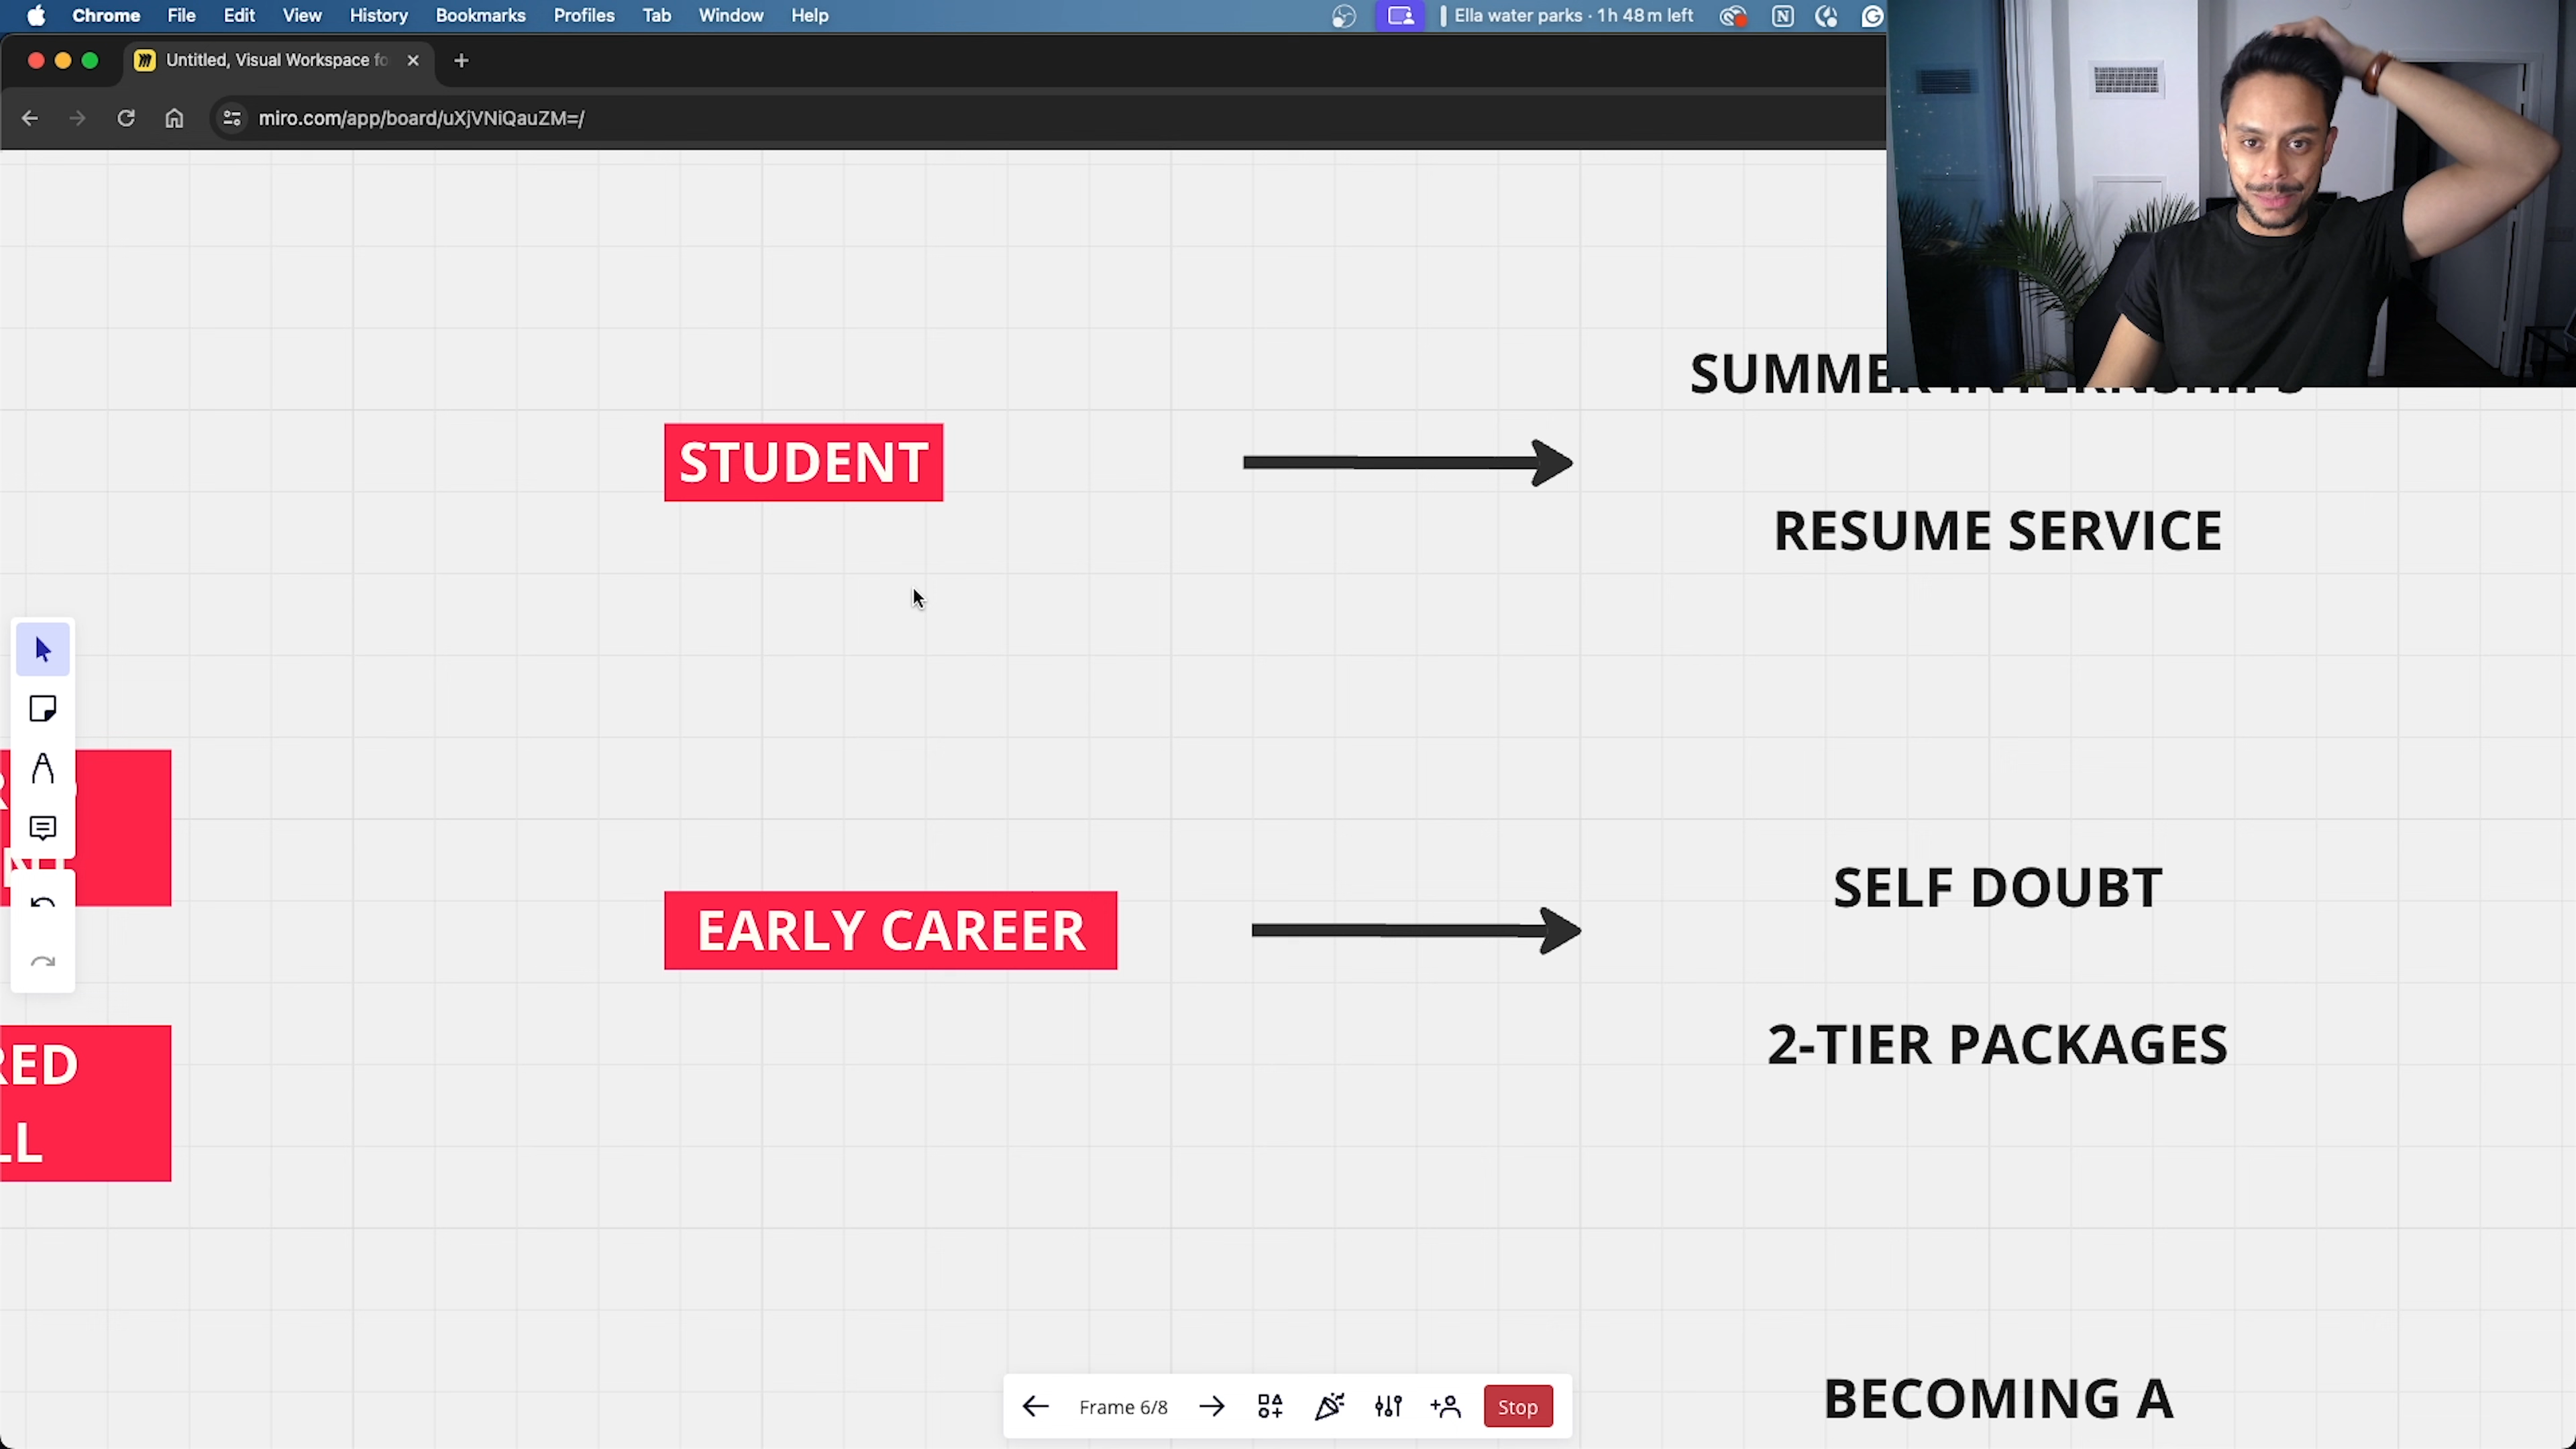 Chrome File Edit View History Bookmarks Profiles Tab Window Help
Ella water parks · 1h 48m left
Untitled, Visual Workspace fo
miro.com/app/board/uXjVNiQauZM=/
SUMMER INTERNSHIPS
STUDENT
RESUME SERVICE
SELF DOUBT
EARLY CAREER
2-TIER PACKAGES
RED
LL
BECOMING A
Frame 6/8
Stop